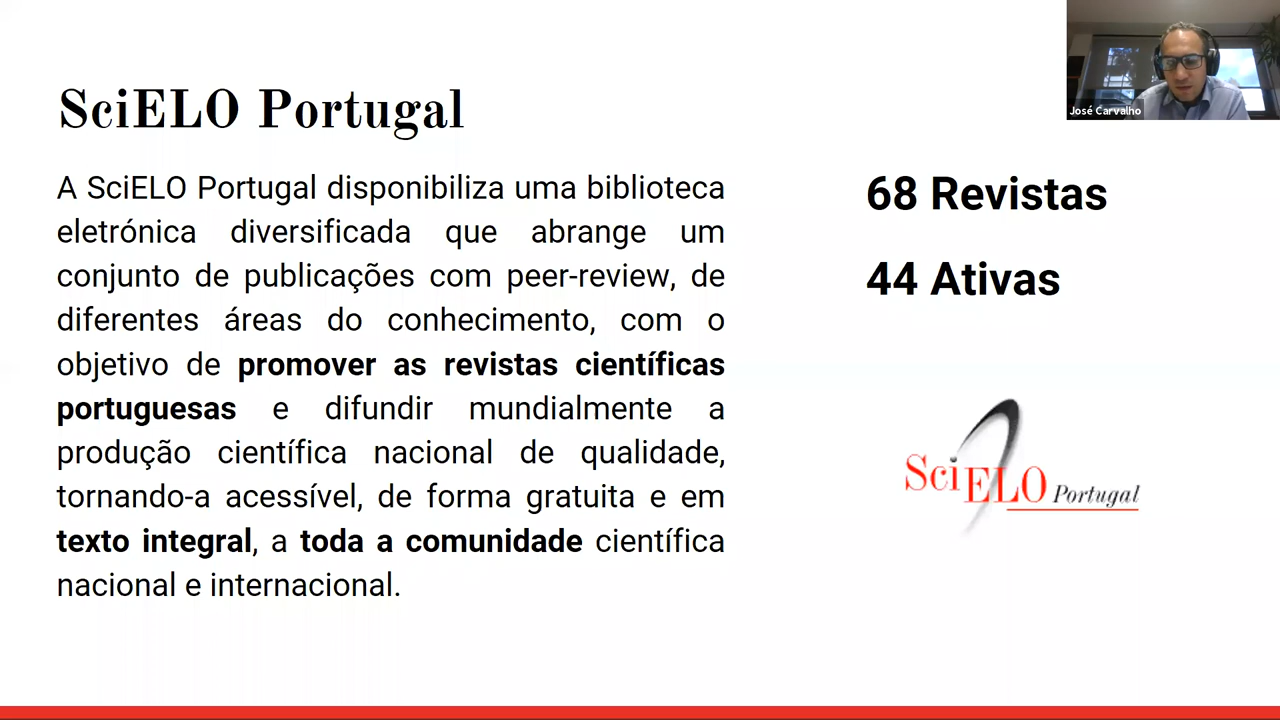 José Carvalho
SciELO Portugal
A SciELO Portugal disponibiliza uma biblioteca
eletrónica diversificada que abrange um
conjunto de publicações com peer-review, de
diferentes áreas do conhecimento, com o
objetivo de promover as revistas científicas
portuguesas e difundir mundialmente a
produção científica nacional de qualidade,
tornando-a acessível, de forma gratuita e em
texto integral, a toda a comunidade científica
nacional e internacional.
68 Revistas
44 Ativas
SciELO Portugal